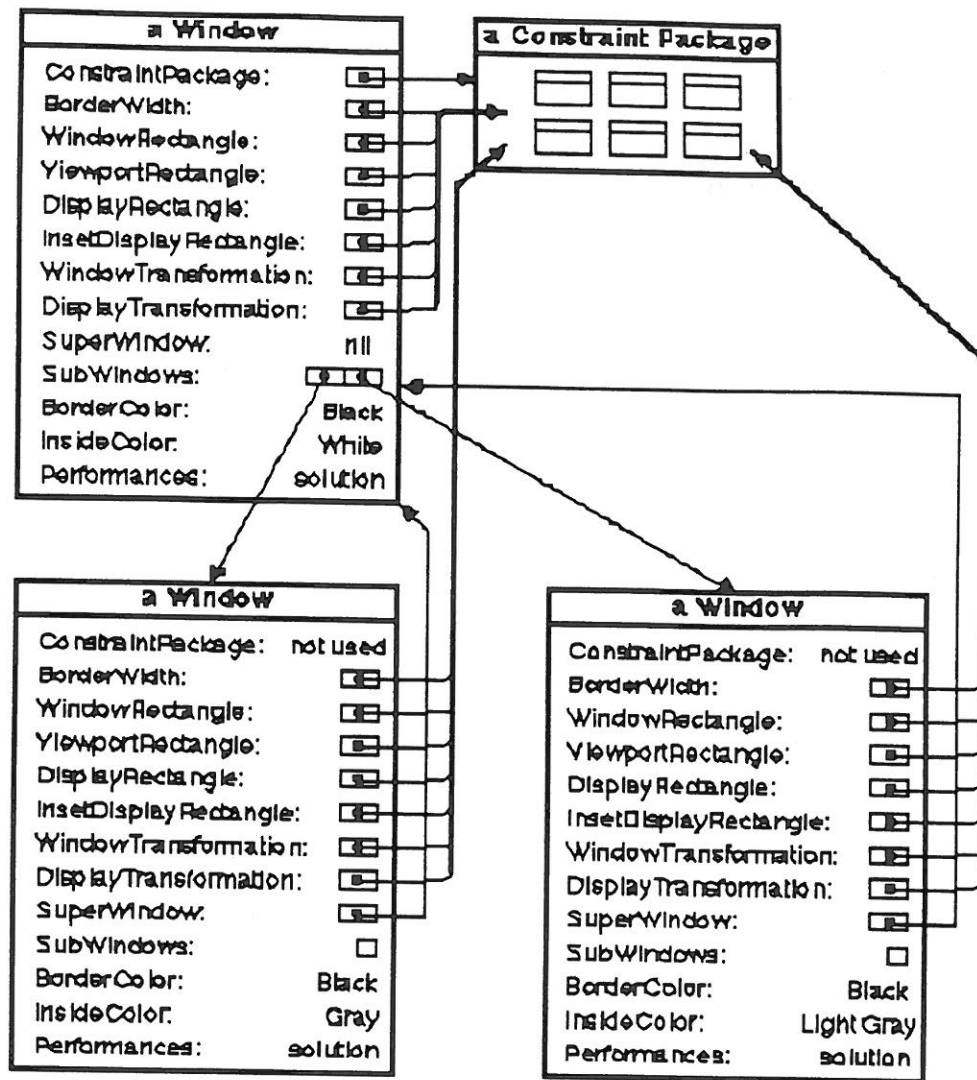 a Window
ConstraintPackage:
BorderWidth:
WindowRectangle:
ViewportRectangle:
DisplayRectangle:
InsetDisplayRectangle:
WindowTransformation:
DisplayTransformation:
SuperWindow: nil
SubWindows:
BorderColor: Black
InsideColor: White
Performances: solution
a Constraint Package
a Window
ConstraintPackage: not used
BorderWidth:
WindowRectangle:
ViewportRectangle:
DisplayRectangle:
InsetDisplayRectangle:
WindowTransformation:
DisplayTransformation:
SuperWindow:
SubWindows:
BorderColor: Black
InsideColor: Gray
Performances: solution
a Window
ConstraintPackage: not used
BorderWidth:
WindowRectangle:
ViewportRectangle:
DisplayRectangle:
InsetDisplayRectangle:
WindowTransformation:
DisplayTransformation:
SuperWindow:
SubWindows:
BorderColor: Black
InsideColor: Light Gray
Performances: solution